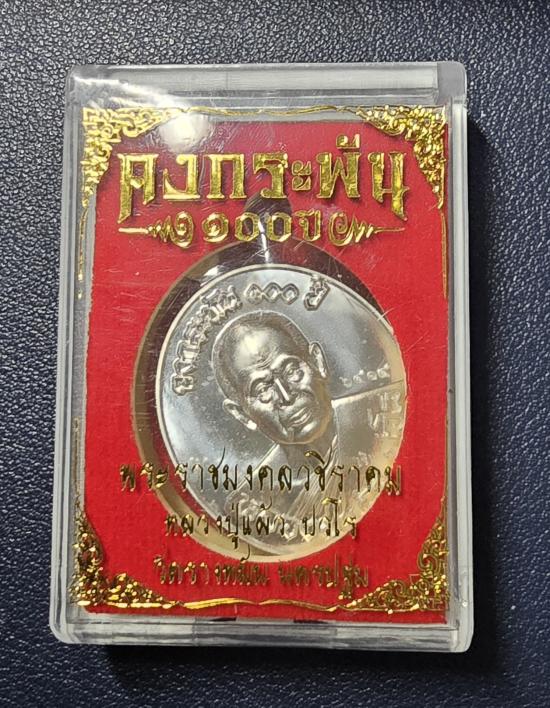 คงกระพัน
๑๐๐ ปี
คงกระพัน ๑๐๐ ปี
พระราชมงคลวชิราคม
หลวงปู่แผ้ว ปวโร
วัดรางหมัน นครปฐม